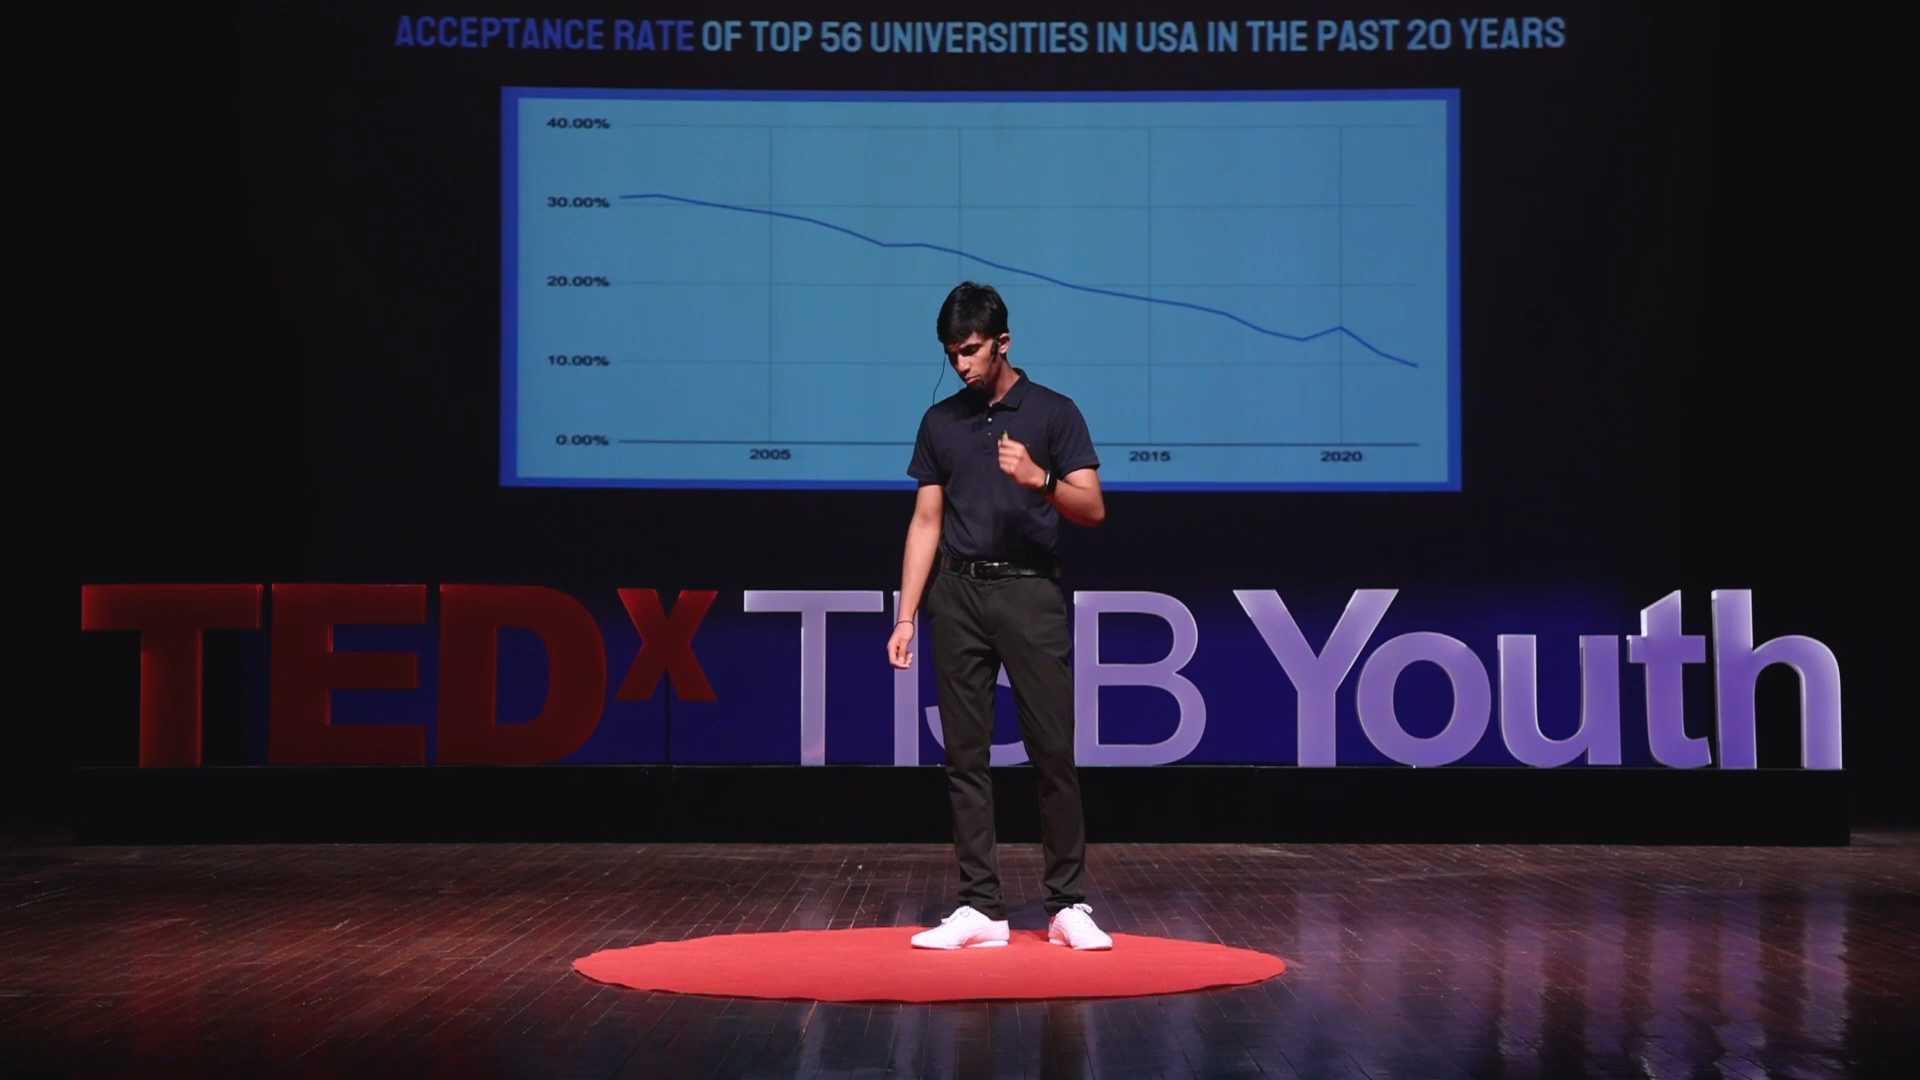 ACCEPTANCE RATE OF TOP 56 UNIVERSITIES IN USA IN THE PAST 20 YEARS
40.00%
30.00%
20.00%
10.00%
0.00%
2005 2015 2020
TEDx TISB Youth